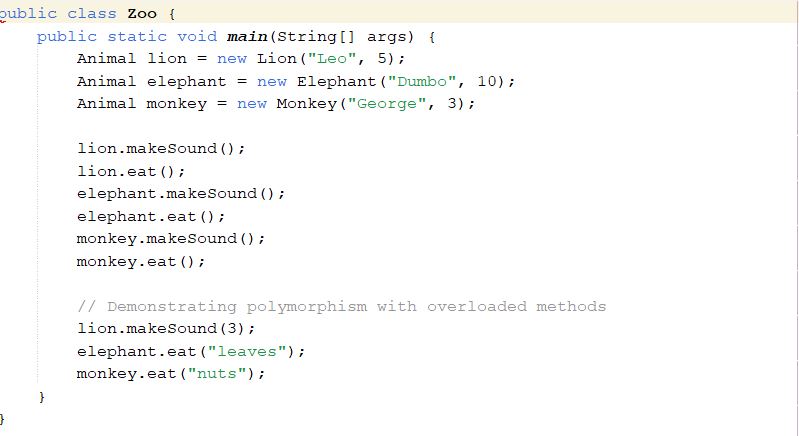 public class Zoo {
    public static void main(String[] args) {
        Animal lion = new Lion("Leo", 5);
        Animal elephant = new Elephant("Dumbo", 10);
        Animal monkey = new Monkey("George", 3);

        lion.makeSound();
        lion.eat();
        elephant.makeSound();
        elephant.eat();
        monkey.makeSound();
        monkey.eat();

        // Demonstrating polymorphism with overloaded methods
        lion.makeSound(3);
        elephant.eat("leaves");
        monkey.eat("nuts");
    }
}